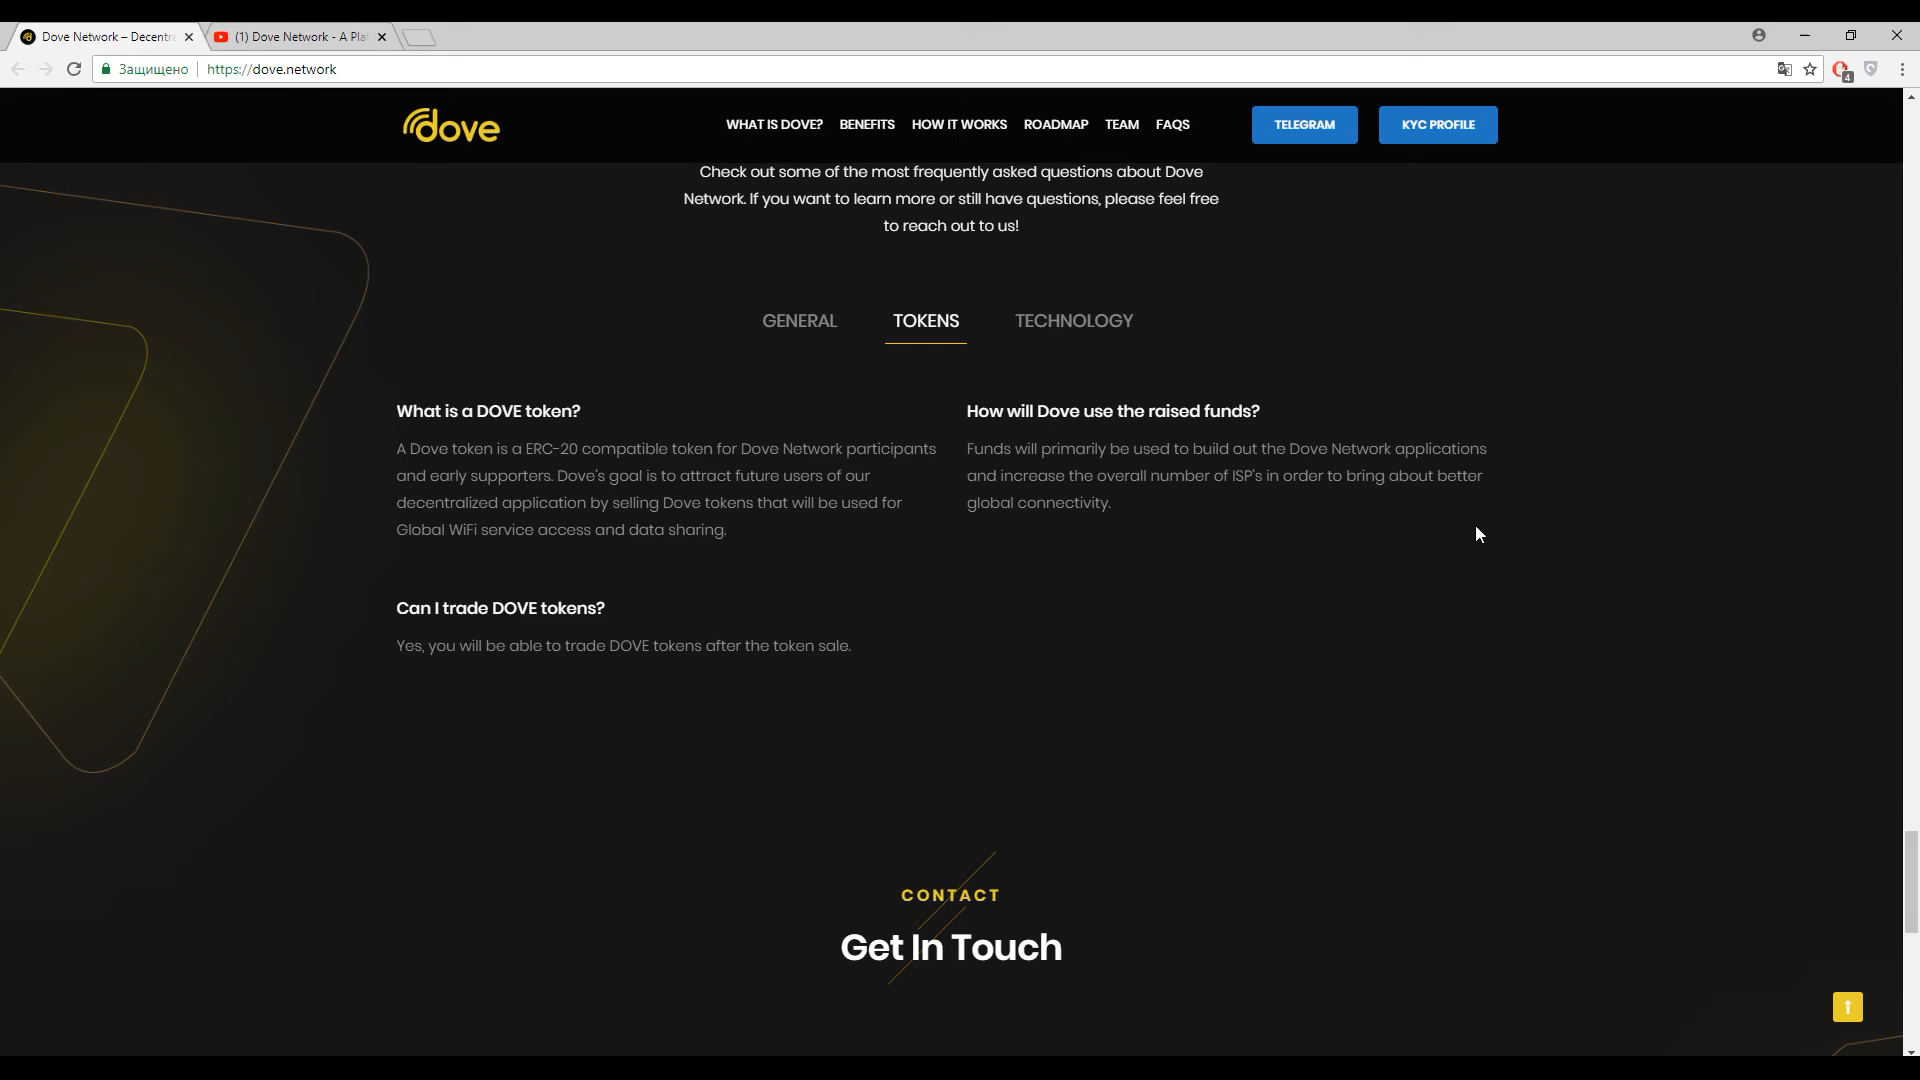 Dove Network – Decentra
(1) Dove Network - A Pla
Защищено
https://dove.network
4
dove
WHAT IS DOVE?
BENEFITS
HOW IT WORKS
ROADMAP
TEAM
FAQS
TELEGRAM
KYC PROFILE
Check out some of the most frequently asked questions about Dove
Network. If you want to learn more or still have questions, please feel free
to reach out to us!
GENERAL
TOKENS
TECHNOLOGY
What is a DOVE token?
A Dove token is a ERC-20 compatible token for Dove Network participants
and early supporters. Dove's goal is to attract future users of our
decentralized application by selling Dove tokens that will be used for
Global WiFi service access and data sharing.
How will Dove use the raised funds?
Funds will primarily be used to build out the Dove Network applications
and increase the overall number of ISP's in order to bring about better
global connectivity.
Can I trade DOVE tokens?
Yes, you will be able to trade DOVE tokens after the token sale.
CONTACT
Get In Touch